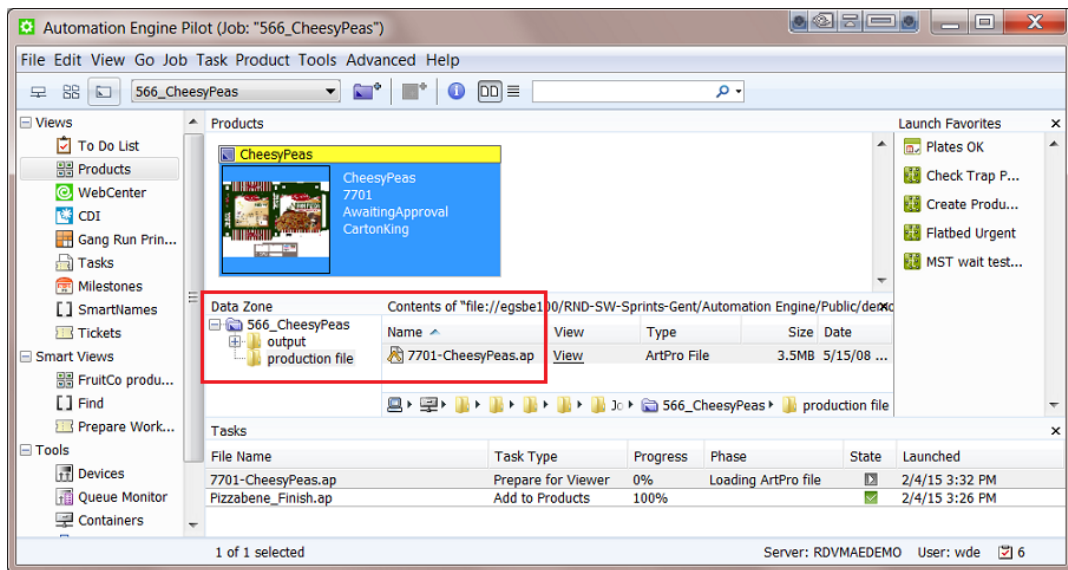 Automation Engine Pilot (Job: "566_CheesyPeas")
File Edit View Go Job Task Product Tools Advanced Help
566_CheesyPeas
Views
To Do List
Products
WebCenter
CDI
Gang Run Prin...
Tasks
Milestones
SmartNames
Tickets
Smart Views
FruitCo produ...
Find
Prepare Work...
Tools
Devices
Queue Monitor
Containers
Products
CheesyPeas
CheesyPeas
7701
AwaitingApproval
CartonKing
Launch Favorites
Plates OK
Check Trap P...
Create Produ...
Flatbed Urgent
MST wait test...
Data Zone
566_CheesyPeas
output
production file
Contents of "file://egsbe100/RND-SW-Sprints-Gent/Automation Engine/Public/
Name View Type Size Date
7701-CheesyPeas.ap View ArtPro File 3.5MB 5/15/08 ...
566_CheesyPeas production file
Tasks
File Name Task Type Progress Phase State Launched
7701-CheesyPeas.ap Prepare for Viewer 0% Loading ArtPro file 2/4/15 3:32 PM
Pizzabene_Finish.ap Add to Products 100% 2/4/15 3:26 PM
1 of 1 selected
Server: RDVMAEDEMO User: wde 6